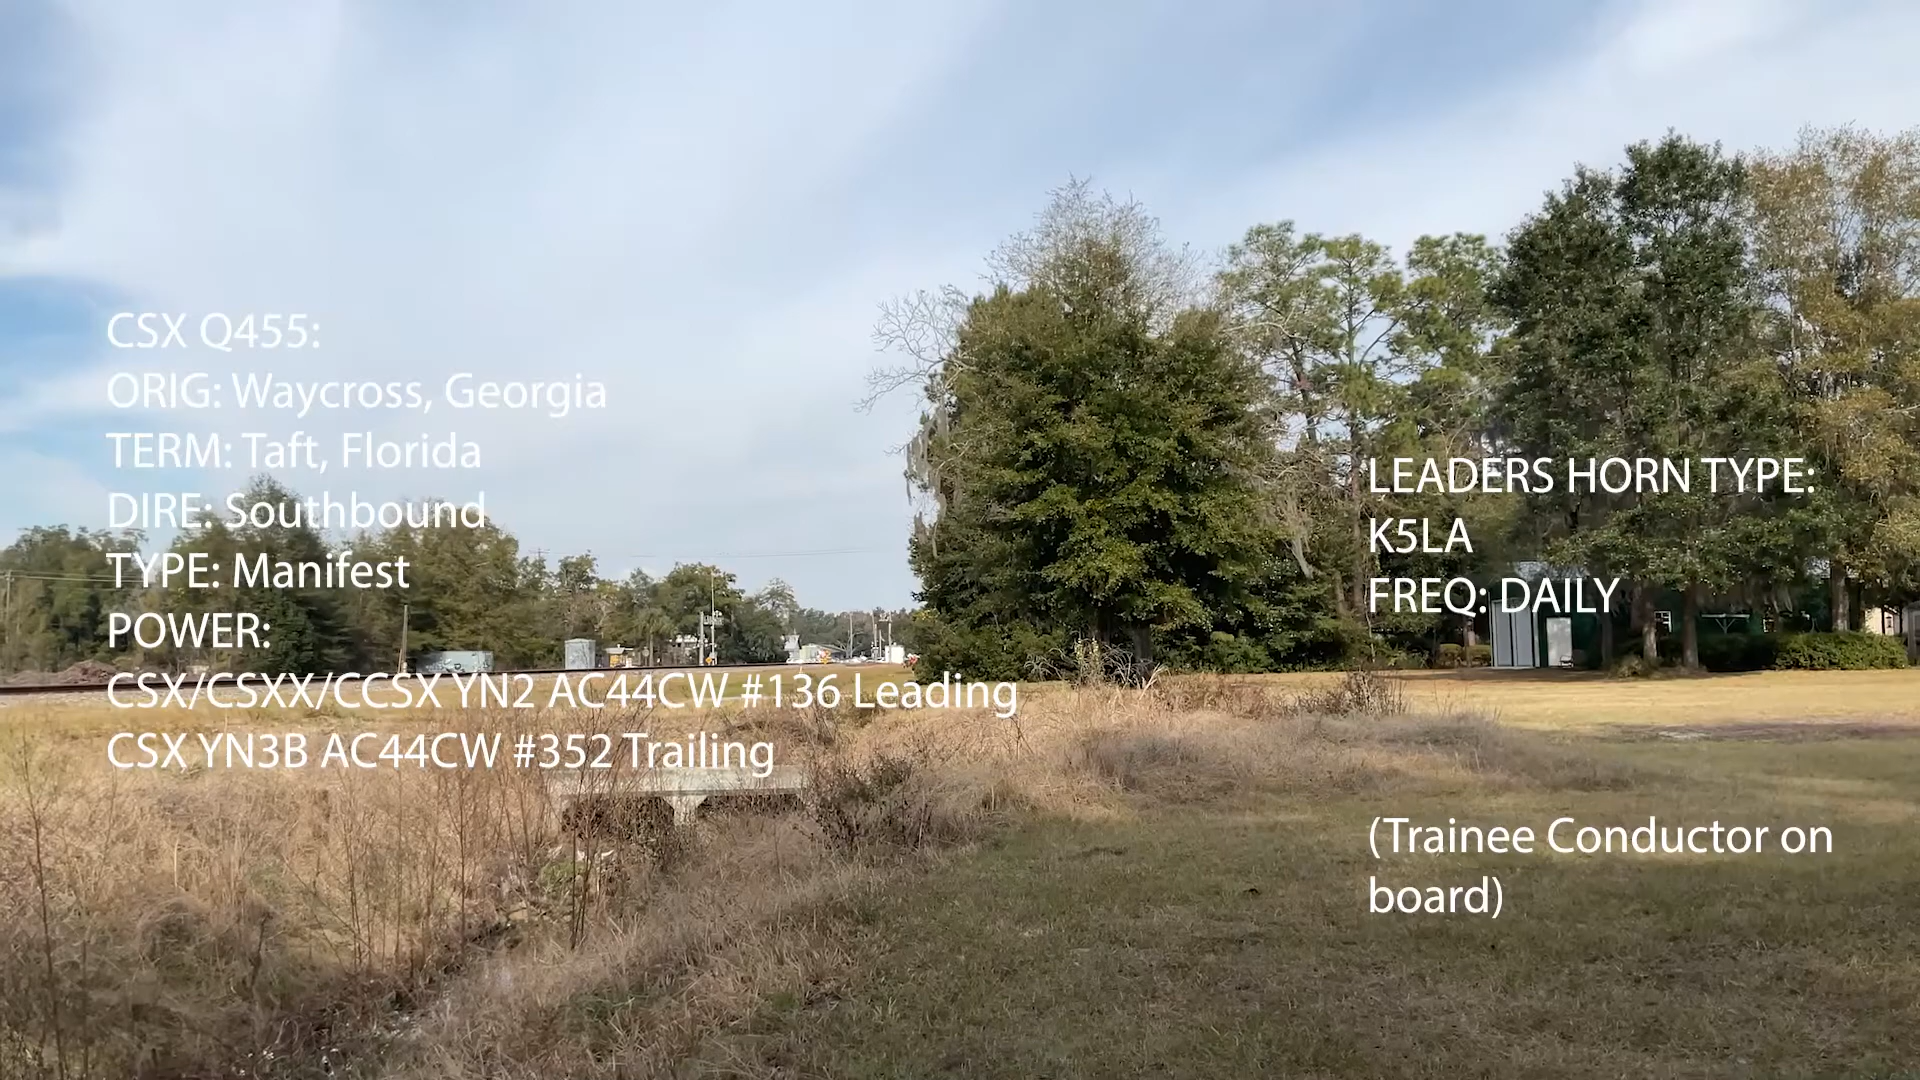 CSX Q455:
ORIG: Waycross, Georgia
TERM: Taft, Florida
DIRE: Southbound
TYPE: Manifest
POWER:
CSX/CSXX/CCSX YN2 AC44CW #136 Leading
CSX YN3B AC44CW #352 Trailing
LEADERS HORN TYPE:
K5LA
FREQ: DAILY
(Trainee Conductor on
board)